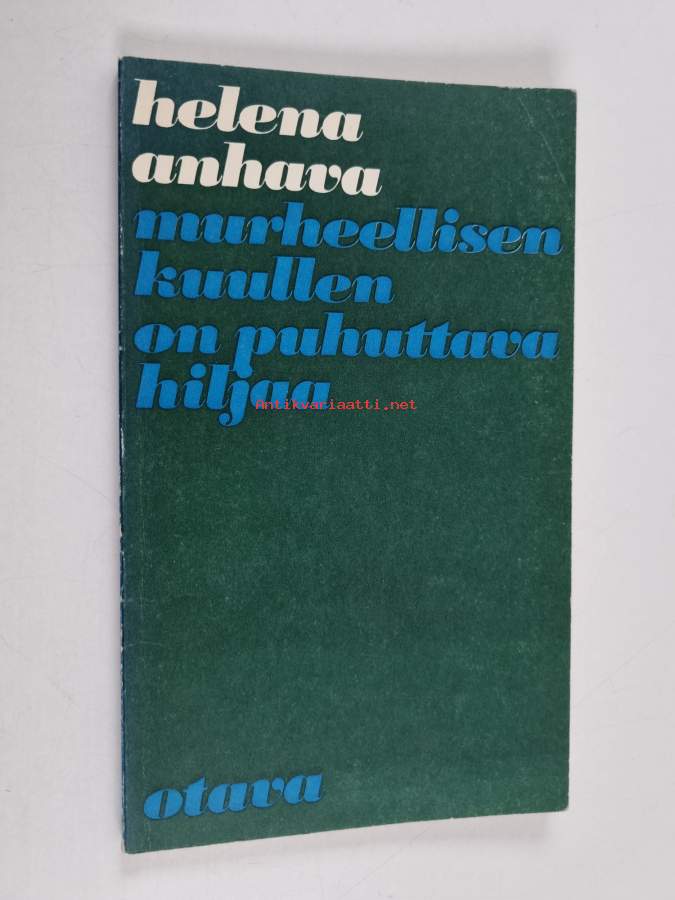 helena
anhava
murheellisen
kuullen
on puhuttava
hiljaa
Antikvariaatti.net
otava